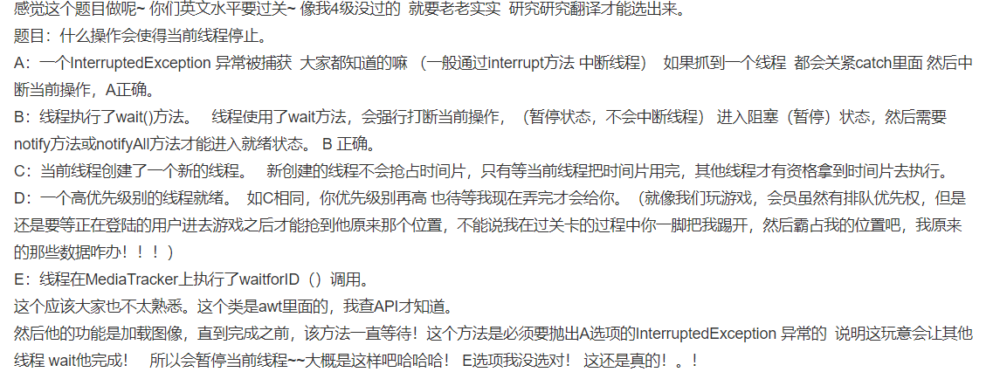 感觉这个题目做呢~ 你们英文水平要过关~ 像我4级没过的  就要老老实实  研究研究翻译才能选出来。
题目：什么操作会使得当前线程停止。
A：一个InterruptedException 异常被捕获  大家都知道的嘛 （一般通过interrupt方法 中断线程）  如果抓到一个线程  都会关紧catch里面 然后中
断当前操作，A正确。
B：线程执行了wait()方法。   线程使用了wait方法，会强行打断当前操作，（暂停状态，不会中断线程） 进入阻塞（暂停）状态，然后需要
notify方法或notifyAll方法才能进入就绪状态。 B 正确。
C：当前线程创建了一个新的线程。   新创建的线程不会抢占时间片，只有等当前线程把时间片用完，其他线程才有资格拿到时间片去执行。
D：一个高优先级别的线程就绪。  如C相同，你优先级别再高 也待等我现在弄完才会给你。（就像我们玩游戏，会员虽然有排队优先权，但是
还是要等正在登陆的用户进去游戏之后才能抢到他原来那个位置，不能说我在过关卡的过程中你一脚把我踢开，然后霸占我的位置吧，我原来
的那些数据咋办！！！)
E：线程在MediaTracker上执行了waitforID（）调用。
这个应该大家也不太熟悉。这个类是awt里面的，我查API才知道。
然后他的功能是加载图像，直到完成之前，该方法一直等待！这个方法是必须要抛出A选项的InterruptedException 异常的  说明这玩意会让其他
线程 wait他完成！   所以会暂停当前线程~~大概是这样吧哈哈哈！ E选项我没选对！ 这还是真的！。！